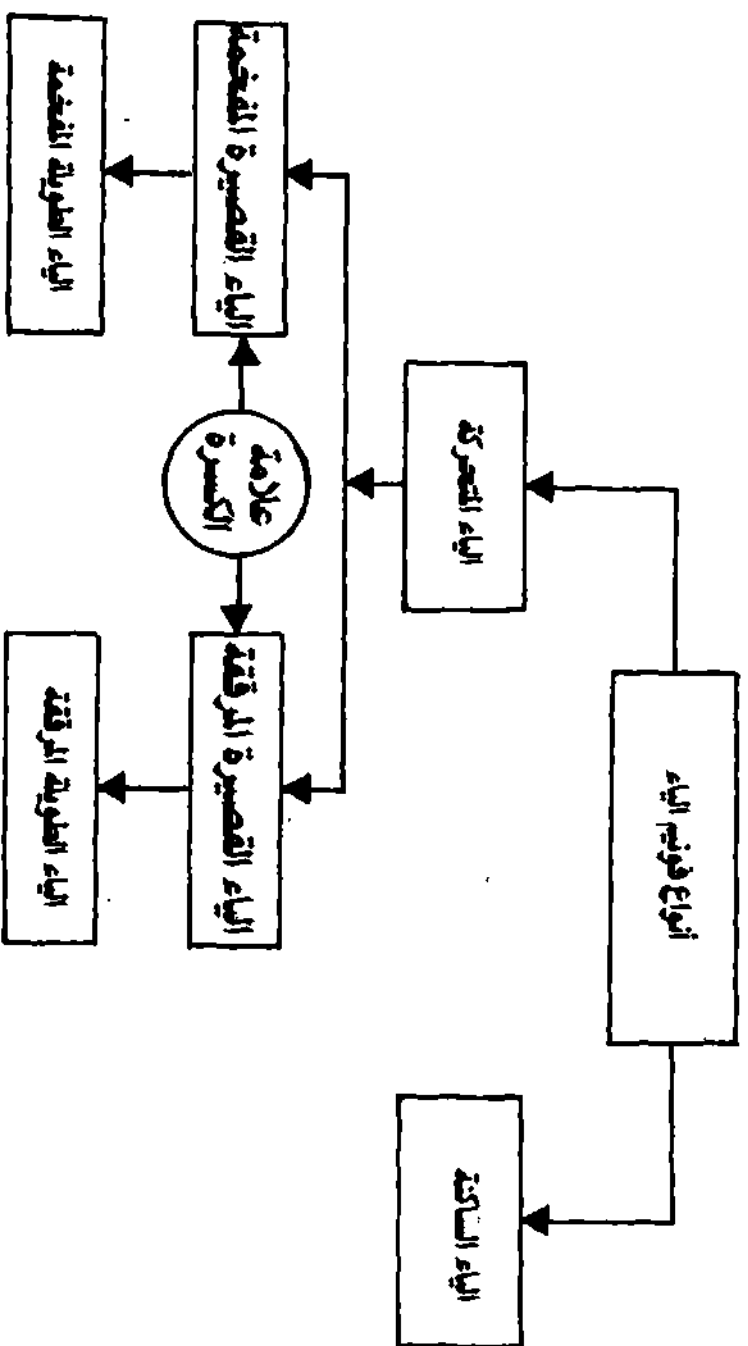 أنواع فونيم الياء
الياء الساكنة
الياء المتحركة
الياء القصيرة المرققة
علامة
الكسرة
الياء القصيرة المفخمة
الياء الطويلة المرققة
الياء الطويلة المفخمة